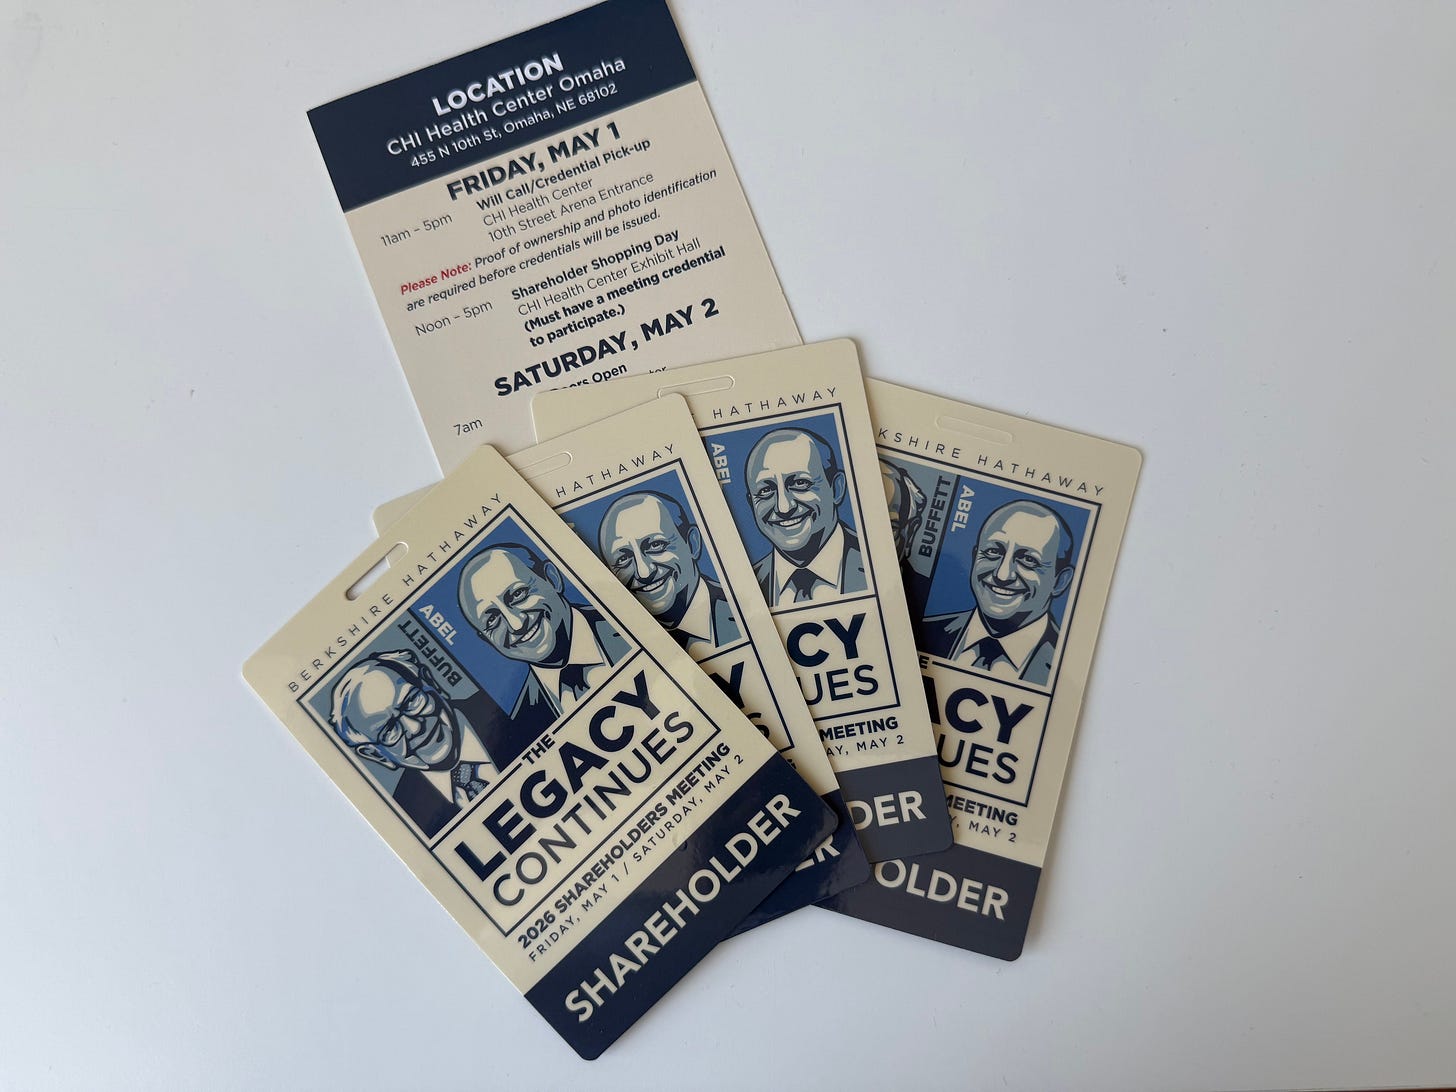 LOCATION
CHI Health Center Omaha
455 N 10th St, Omaha, NE 68102
FRIDAY, MAY 1
11am – 5pm Will Call/Credential Pick-up
CHI Health Center
10th Street Arena Entrance
Please Note: Proof of ownership and photo identification
are required before credentials will be issued.
Noon – 5pm Shareholder Shopping Day
CHI Health Center Exhibit Hall
(Must have a meeting credential
to participate.)
SATURDAY, MAY 2
7am Open
BERKSHIRE HATHAWAY
ABEL
BUFFETT
THE
LEGACY
CONTINUES
2026 SHAREHOLDERS MEETING
FRIDAY, MAY 1 / SATURDAY, MAY 2
SHAREHOLDER
HATHAWAY
HATHAWAY
ABEL
CY
UES
MEETING
AY, MAY 2
DER
KSHIRE HATHAWAY
BUFFETT
ABEL
ACY
UES
MEETING
, MAY 2
OLDER